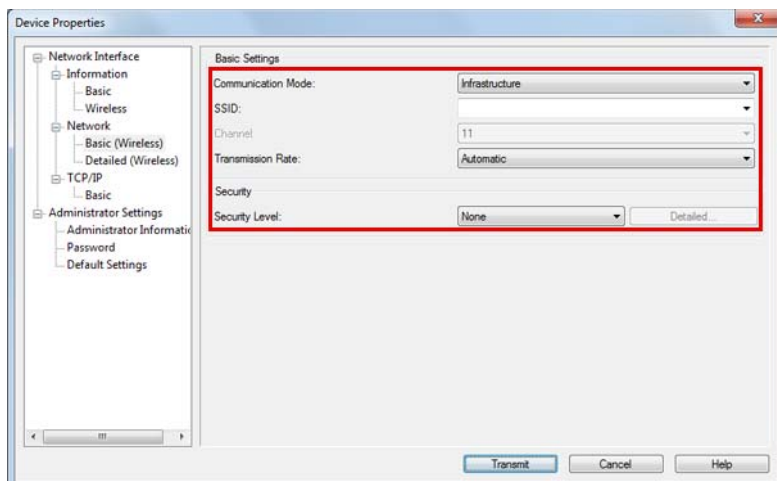 Device Properties
Network Interface
Information
Basic
Wireless
Network
Basic (Wireless)
Detailed (Wireless)
TCP/IP
Basic
Administrator Settings
Administrator Informatic
Password
Default Settings
Basic Settings
Communication Mode: Infrastructure
SSID:
Channel: 11
Transmission Rate: Automatic
Security
Security Level: None Detailed...
Transmit Cancel Help